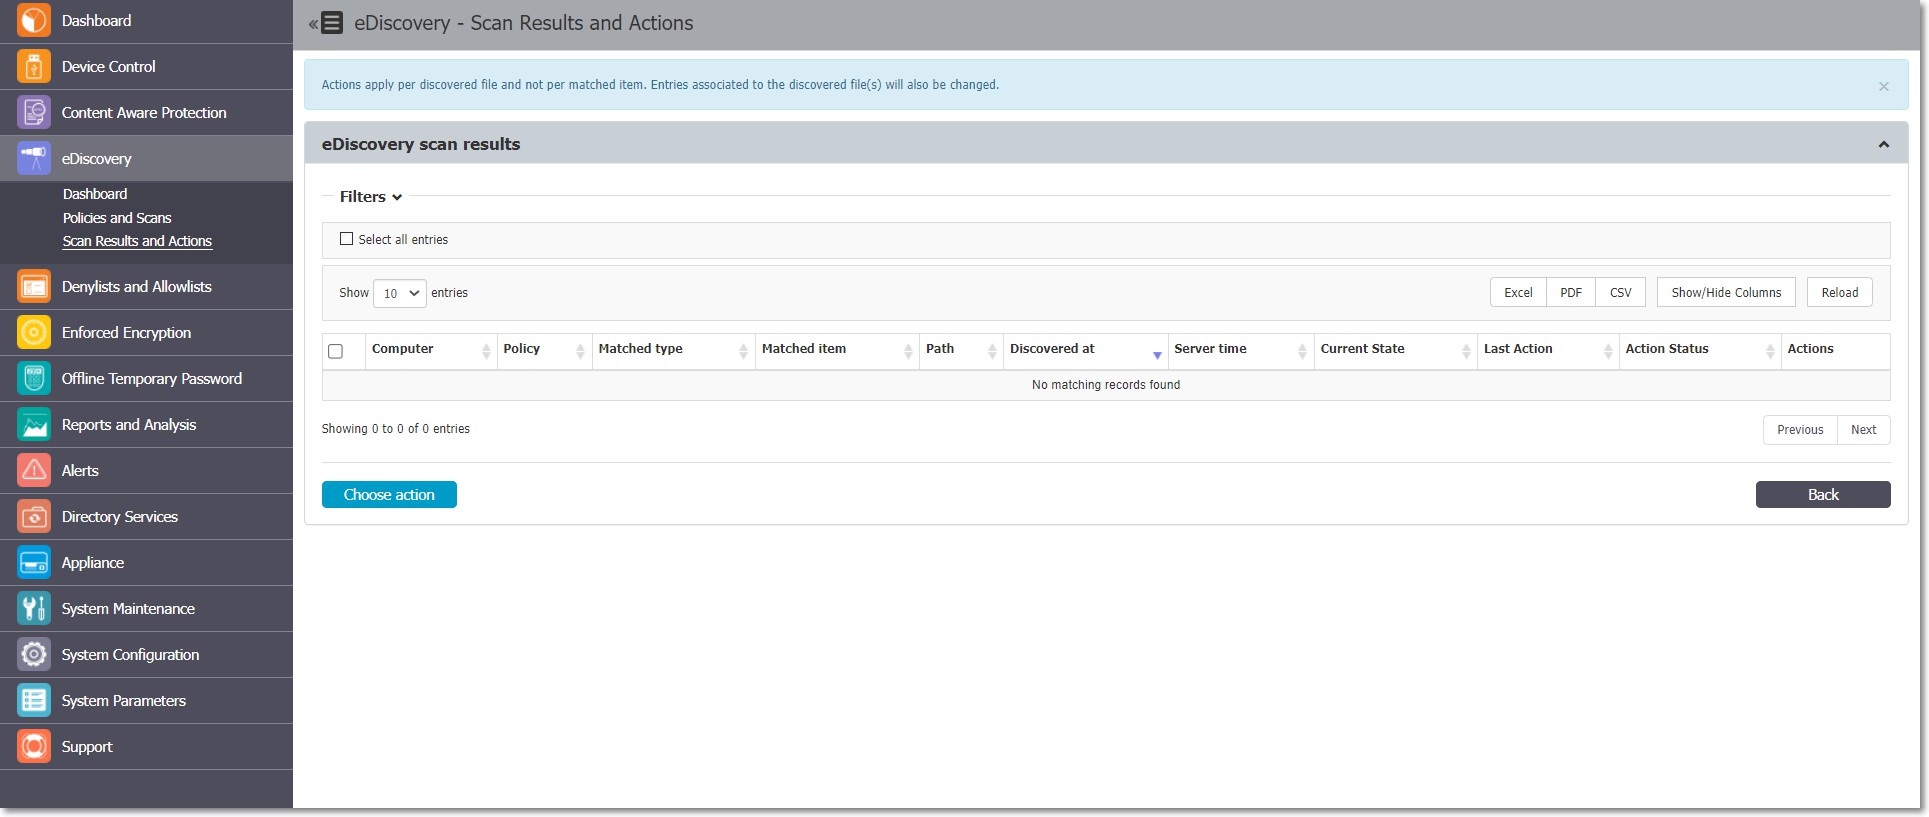 Dashboard
Device Control
Content Aware Protection
eDiscovery
Dashboard
Policies and Scans
Scan Results and Actions
Denylists and Allowlists
Enforced Encryption
Offline Temporary Password
Reports and Analysis
Alerts
Directory Services
Appliance
System Maintenance
System Configuration
System Parameters
Support
« eDiscovery - Scan Results and Actions
Actions apply per discovered file and not per matched item. Entries associated to the discovered file(s) will also be changed. ×
eDiscovery scan results
Filters
Select all entries
Show 10 entries Excel PDF CSV Show/Hide Columns Reload
Computer Policy Matched type Matched item Path Discovered at Server time Current State Last Action Action Status Actions
No matching records found
Showing 0 to 0 of 0 entries Previous Next
Choose action Back